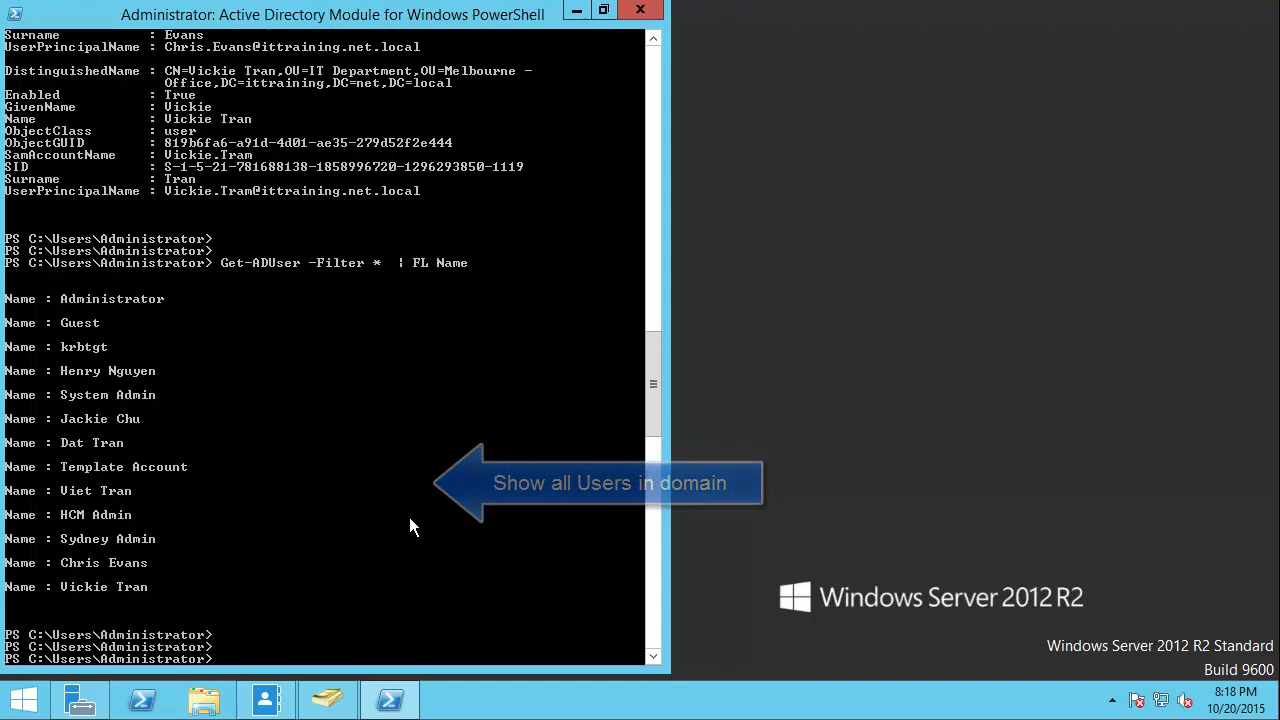 Administrator: Active Directory Module for Windows PowerShell
Surname : Evans
UserPrincipalName : Chris.Evans@ittraining.net.local
DistinguishedName : CN=Vickie Tran,OU=IT Department,OU=Melbourne -
Office,DC=ittraining,DC=net,DC=local
Enabled : True
GivenName : Vickie
Name : Vickie Tran
ObjectClass : user
ObjectGUID : 819b6fa6-a91d-4d01-ae35-279d52f2e444
SamAccountName : Vickie.Tram
SID : S-1-5-21-781688138-1858996720-1296293850-1119
Surname : Tran
UserPrincipalName : Vickie.Tram@ittraining.net.local
PS C:\Users\Administrator>
PS C:\Users\Administrator>
PS C:\Users\Administrator> Get-ADUser -Filter * | FL Name
Name : Administrator
Name : Guest
Name : krbtgt
Name : Henry Nguyen
Name : System Admin
Name : Jackie Chu
Name : Dat Tran
Name : Template Account
Name : Viet Tran
Name : HCM Admin
Name : Sydney Admin
Name : Chris Evans
Name : Vickie Tran
PS C:\Users\Administrator>
PS C:\Users\Administrator>
PS C:\Users\Administrator>
Show all Users in domain
Windows Server 2012 R2
Windows Server 2012 R2 Standard
Build 9600
8:18 PM
10/20/2015